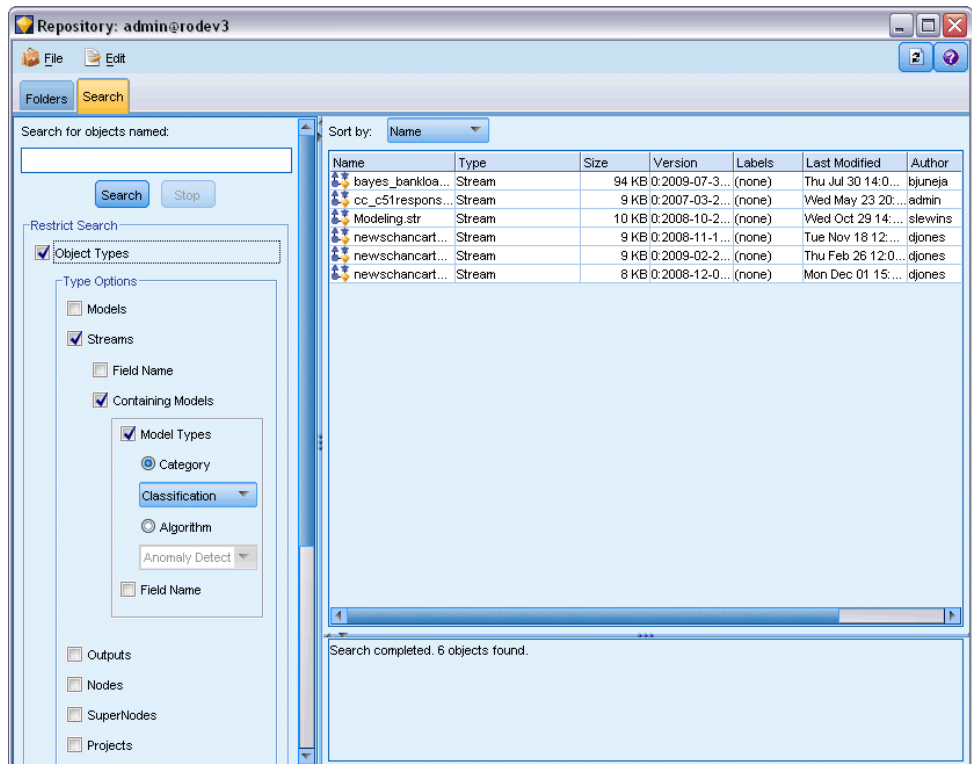 Repository: admin@rodev3
File Edit
Folders Search
Search for objects named:
Search Stop
Restrict Search
Object Types
Type Options
Models
Streams
Field Name
Containing Models
Model Types
Category
Classification
Algorithm
Anomaly Detect
Field Name
Outputs
Nodes
SuperNodes
Projects
Sort by: Name
Name Type Size Version Labels Last Modified Author
bayes_bankloa... Stream 94 KB 0:2009-07-3... (none) Thu Jul 30 14:0... bjuneja
cc_c51respons... Stream 9 KB 0:2007-03-2... (none) Wed May 23 20:... admin
Modeling.str Stream 10 KB 0:2008-10-2... (none) Wed Oct 29 14:... slewins
newschancart... Stream 9 KB 0:2008-11-1... (none) Tue Nov 18 12:... djones
newschancart... Stream 9 KB 0:2009-02-2... (none) Thu Feb 26 12:0... djones
newschancart... Stream 8 KB 0:2008-12-0... (none) Mon Dec 01 15:... djones
Search completed. 6 objects found.